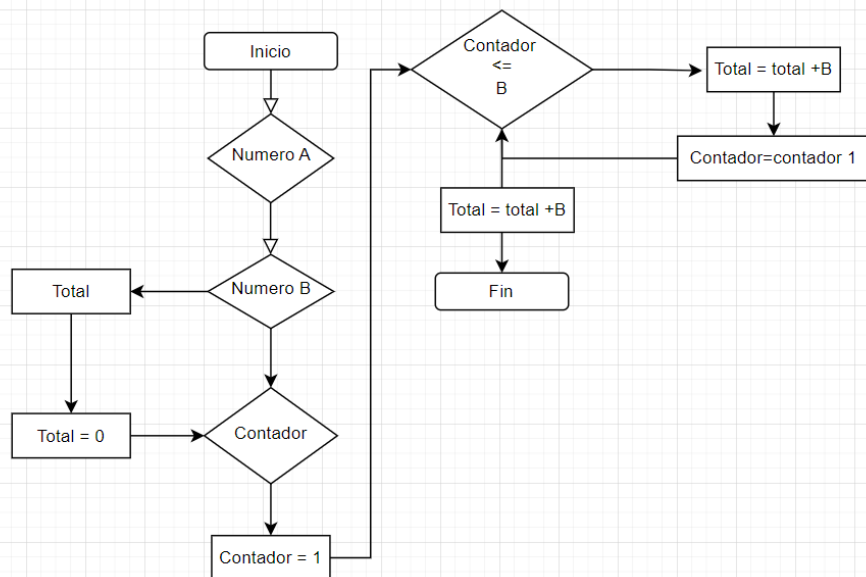 Inicio
Numero A
Numero B
Total
Total = 0
Contador
Contador = 1
Contador
<=
B
Total = total +B
Contador=contador 1
Total = total +B
Fin